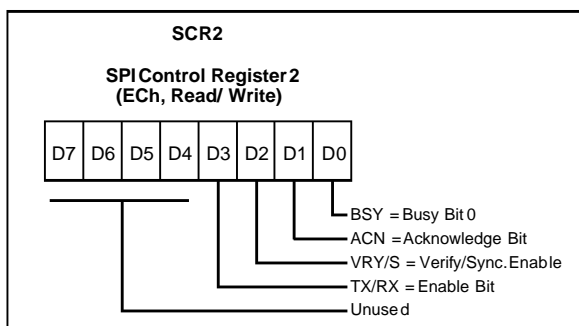 SCR2
SPI Control Register 2
(ECh, Read/ Write)
D7 D6 D5 D4 D3 D2 D1 D0
BSY = Busy Bit 0
ACN = Acknowledge Bit
VRY/S = Verify/Sync. Enable
TX/RX = Enable Bit
Unused